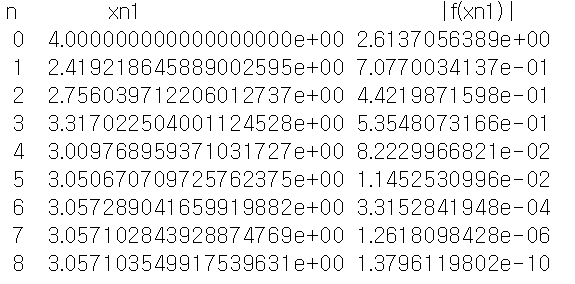 n xn1 |f(xn1)|
0 4.000000000000000000e+00 2.6137056389e+00
1 2.419218645889002595e+00 7.0770034137e-01
2 2.756039712206012737e+00 4.4219871598e-01
3 3.317022504001124528e+00 5.3548073166e-01
4 3.009768959371031727e+00 8.2229966821e-02
5 3.050670709725762375e+00 1.1452530996e-02
6 3.057289041659919882e+00 3.3152841948e-04
7 3.057102843928874769e+00 1.2618098428e-06
8 3.057103549917539631e+00 1.3796119802e-10